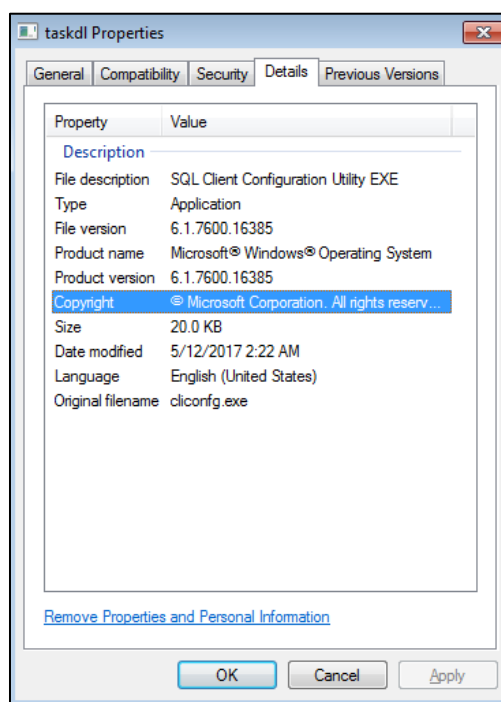 taskdl Properties
General Compatibility Security Details Previous Versions
Property Value
Description
File description SQL Client Configuration Utility EXE
Type Application
File version 6.1.7600.16385
Product name Microsoft® Windows® Operating System
Product version 6.1.7600.16385
Copyright © Microsoft Corporation. All rights reserv...
Size 20.0 KB
Date modified 5/12/2017 2:22 AM
Language English (United States)
Original filename cliconfg.exe
Remove Properties and Personal Information
OK Cancel Apply